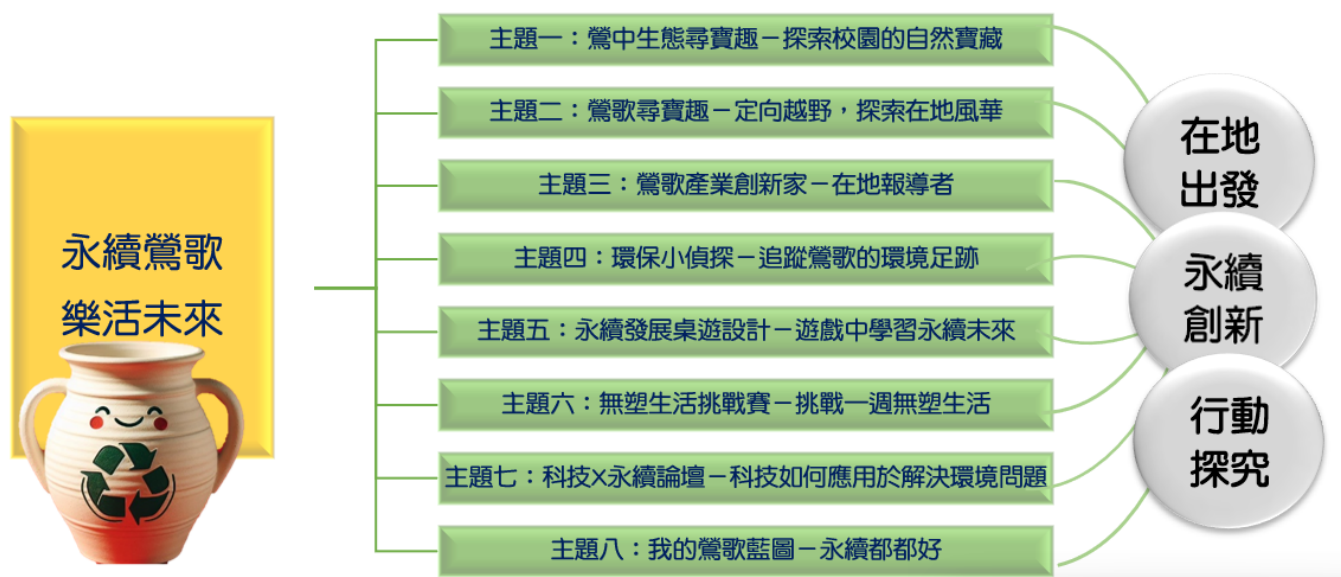 永續鶯歌
樂活未來
主題一：鶯中生態尋寶趣－探索校園的自然寶藏
主題二：鶯歌尋寶趣－定向越野，探索在地風華
主題三：鶯歌產業創新家－在地報導者
主題四：環保小偵探－追蹤鶯歌的環境足跡
主題五：永續發展桌遊設計－遊戲中學習永續未來
主題六：無塑生活挑戰賽－挑戰一週無塑生活
主題七：科技X永續論壇－科技如何應用於解決環境問題
主題八：我的鶯歌藍圖－永續都都好
在地
出發
永續
創新
行動
探究